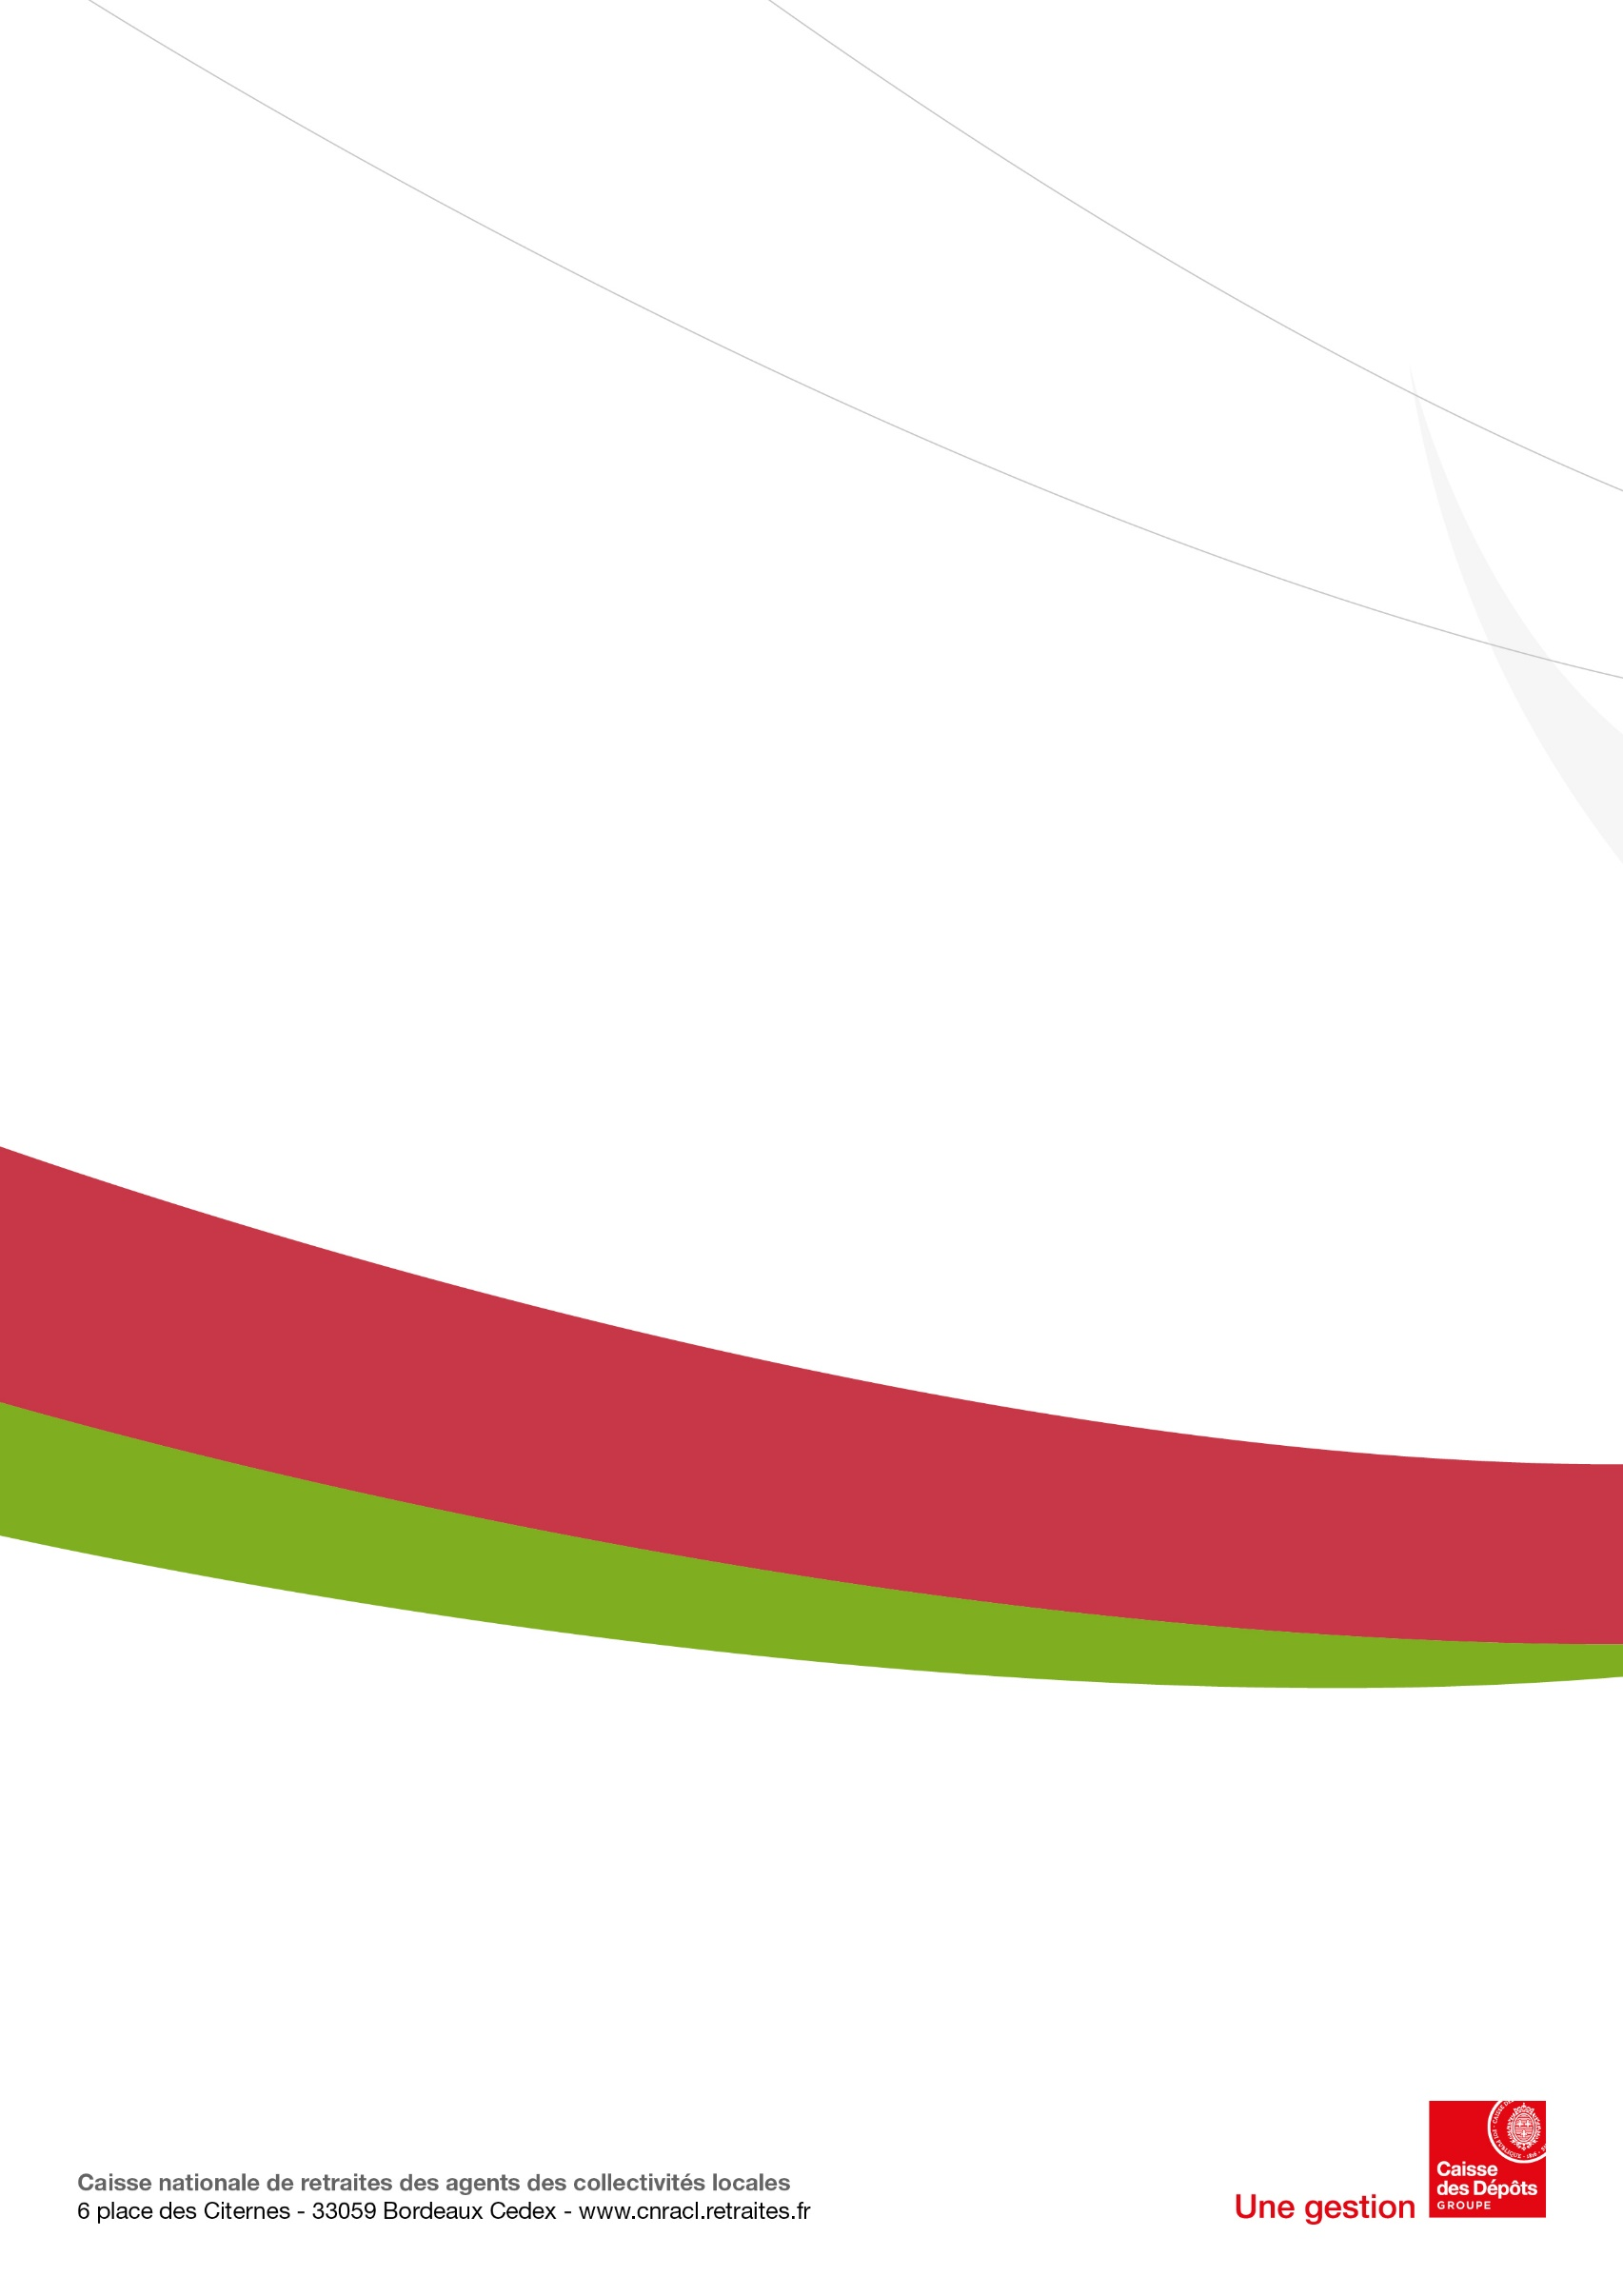 Caisse nationale de retraites des agents des collectivités locales
6 place des Citernes - 33059 Bordeaux Cedex - www.cnracl.retraites.fr
Une gestion
Caisse
des Dépôts
GROUPE